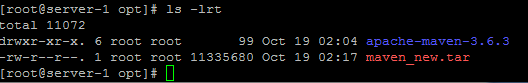 [root@server-1 opt]# ls -lrt
total 11072
drwxr-xr-x. 6 root root       99 Oct 19 02:04 apache-maven-3.6.3
-rw-r--r--. 1 root root 11335680 Oct 19 02:17 maven_new.tar
[root@server-1 opt]#